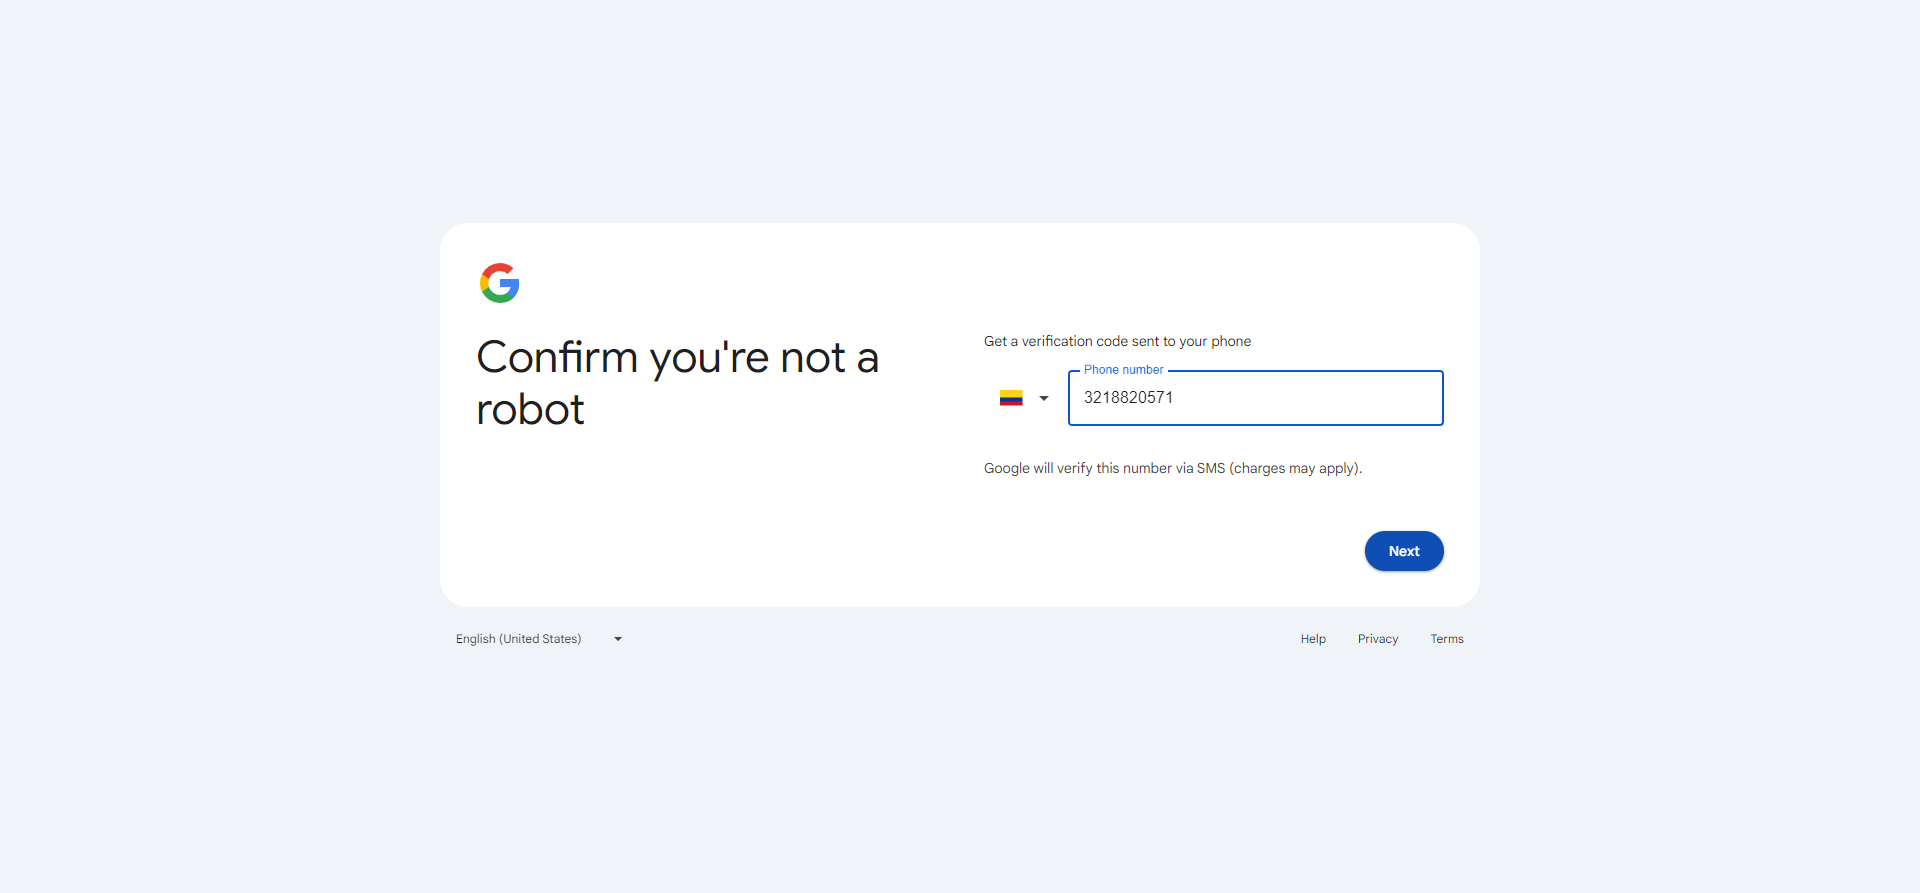 Confirm you're not a
robot
Get a verification code sent to your phone
Phone number
3218820571
Google will verify this number via SMS (charges may apply).
Next
English (United States)
Help
Privacy
Terms